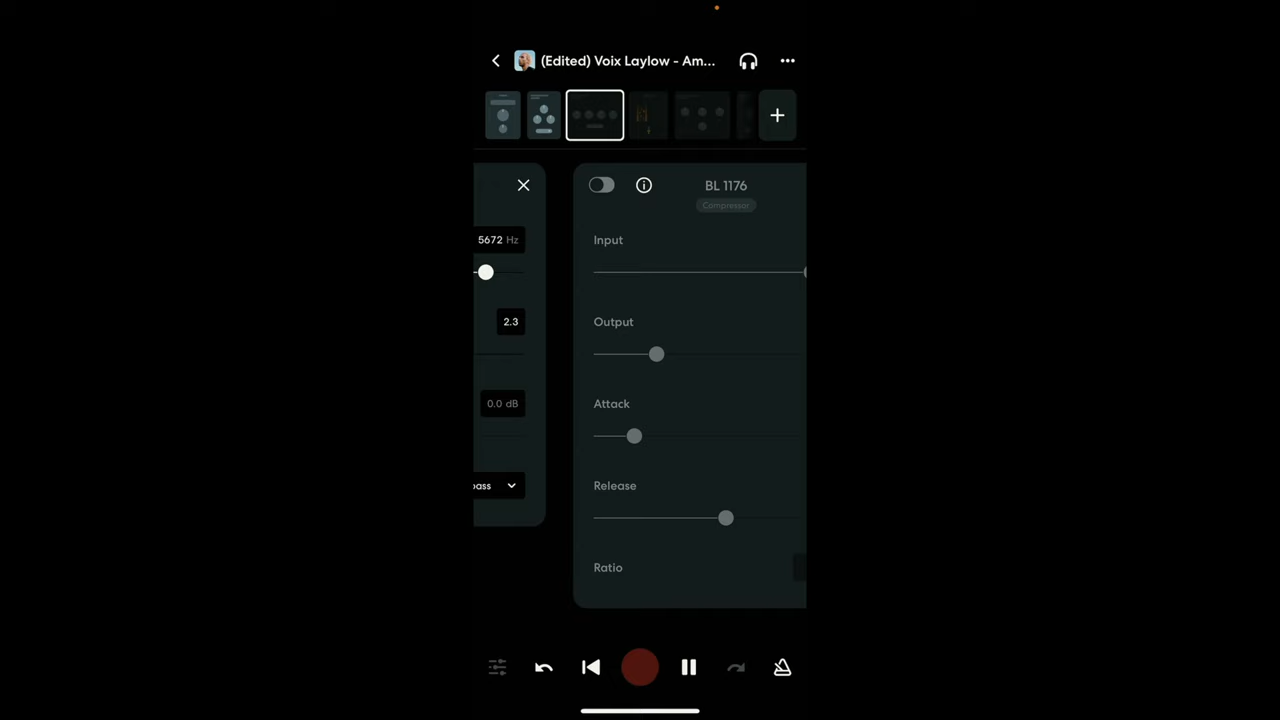 (Edited) Voix Laylow - Am...
BL 1176
Compressor
5672 Hz
Input
2.3
Output
0.0 dB
Attack
pass
Release
Ratio